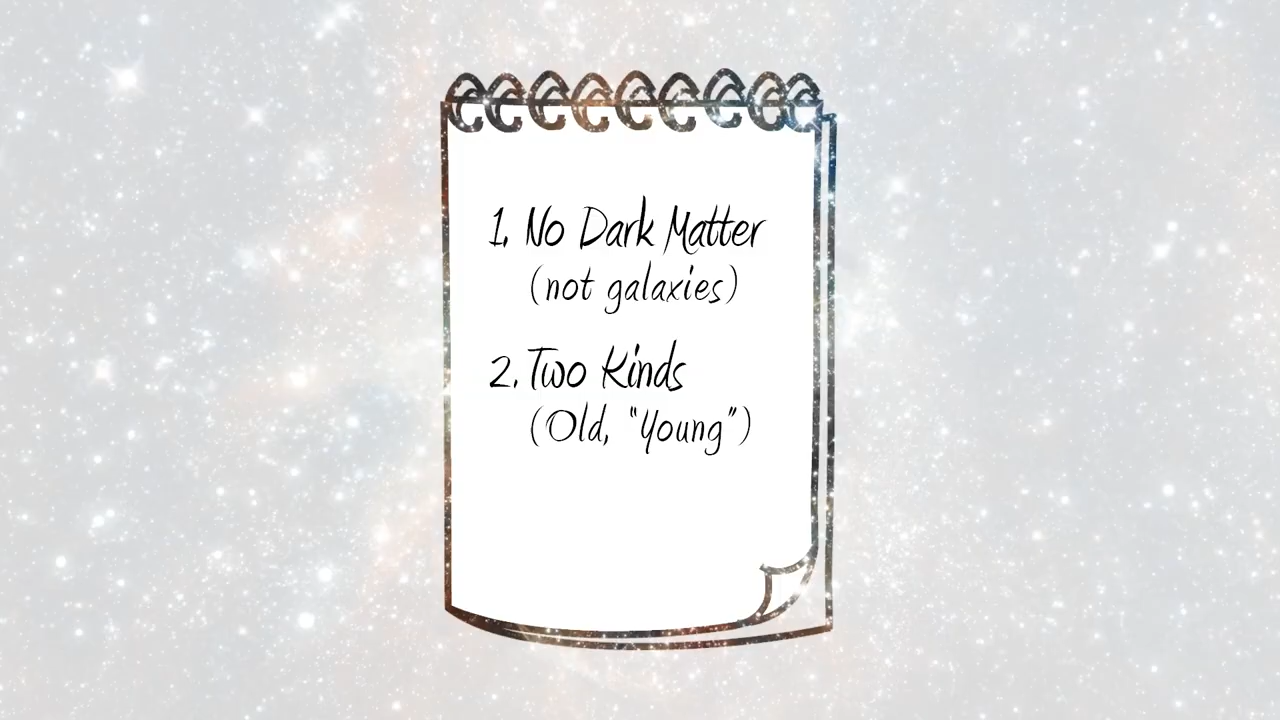 1. No Dark Matter
(not galaxies)
2. Two Kinds
(Old, "Young")